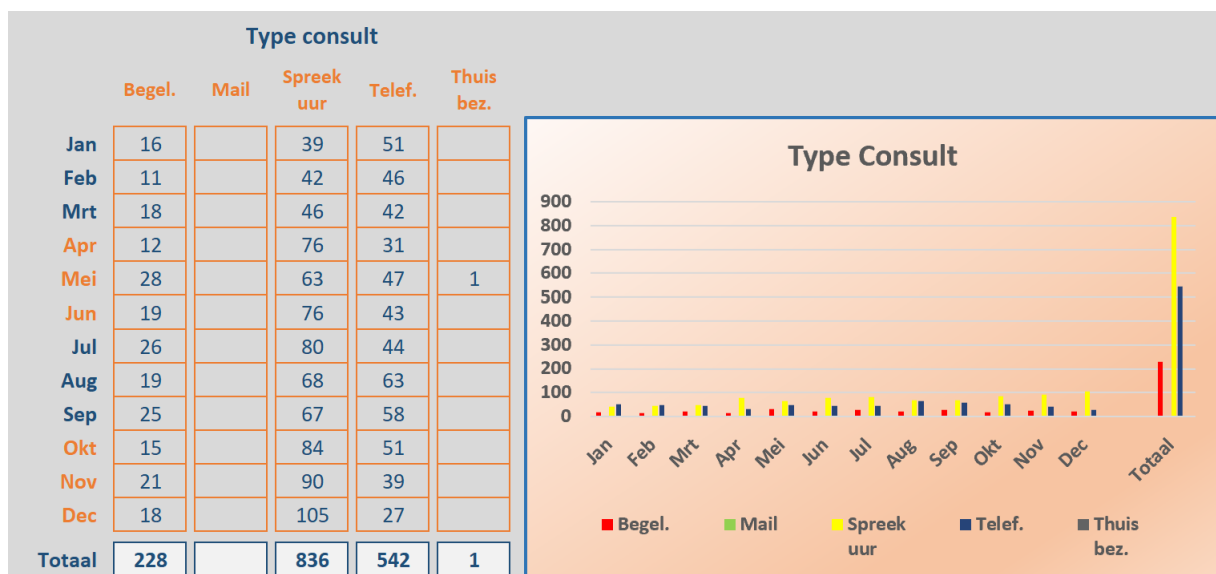 Type consult
Begel. Mail Spreek uur Telef. Thuis bez.
Jan 16 39 51
Feb 11 42 46
Mrt 18 46 42
Apr 12 76 31
Mei 28 63 47 1
Jun 19 76 43
Jul 26 80 44
Aug 19 68 63
Sep 25 67 58
Okt 15 84 51
Nov 21 90 39
Dec 18 105 27
Totaal 228 836 542 1
Type Consult
900
800
700
600
500
400
300
200
100
0
Jan Feb Mrt Apr Mei Jun Jul Aug Sep Okt Nov Dec Totaal
Begel. Mail Spreek uur Telef. Thuis bez.